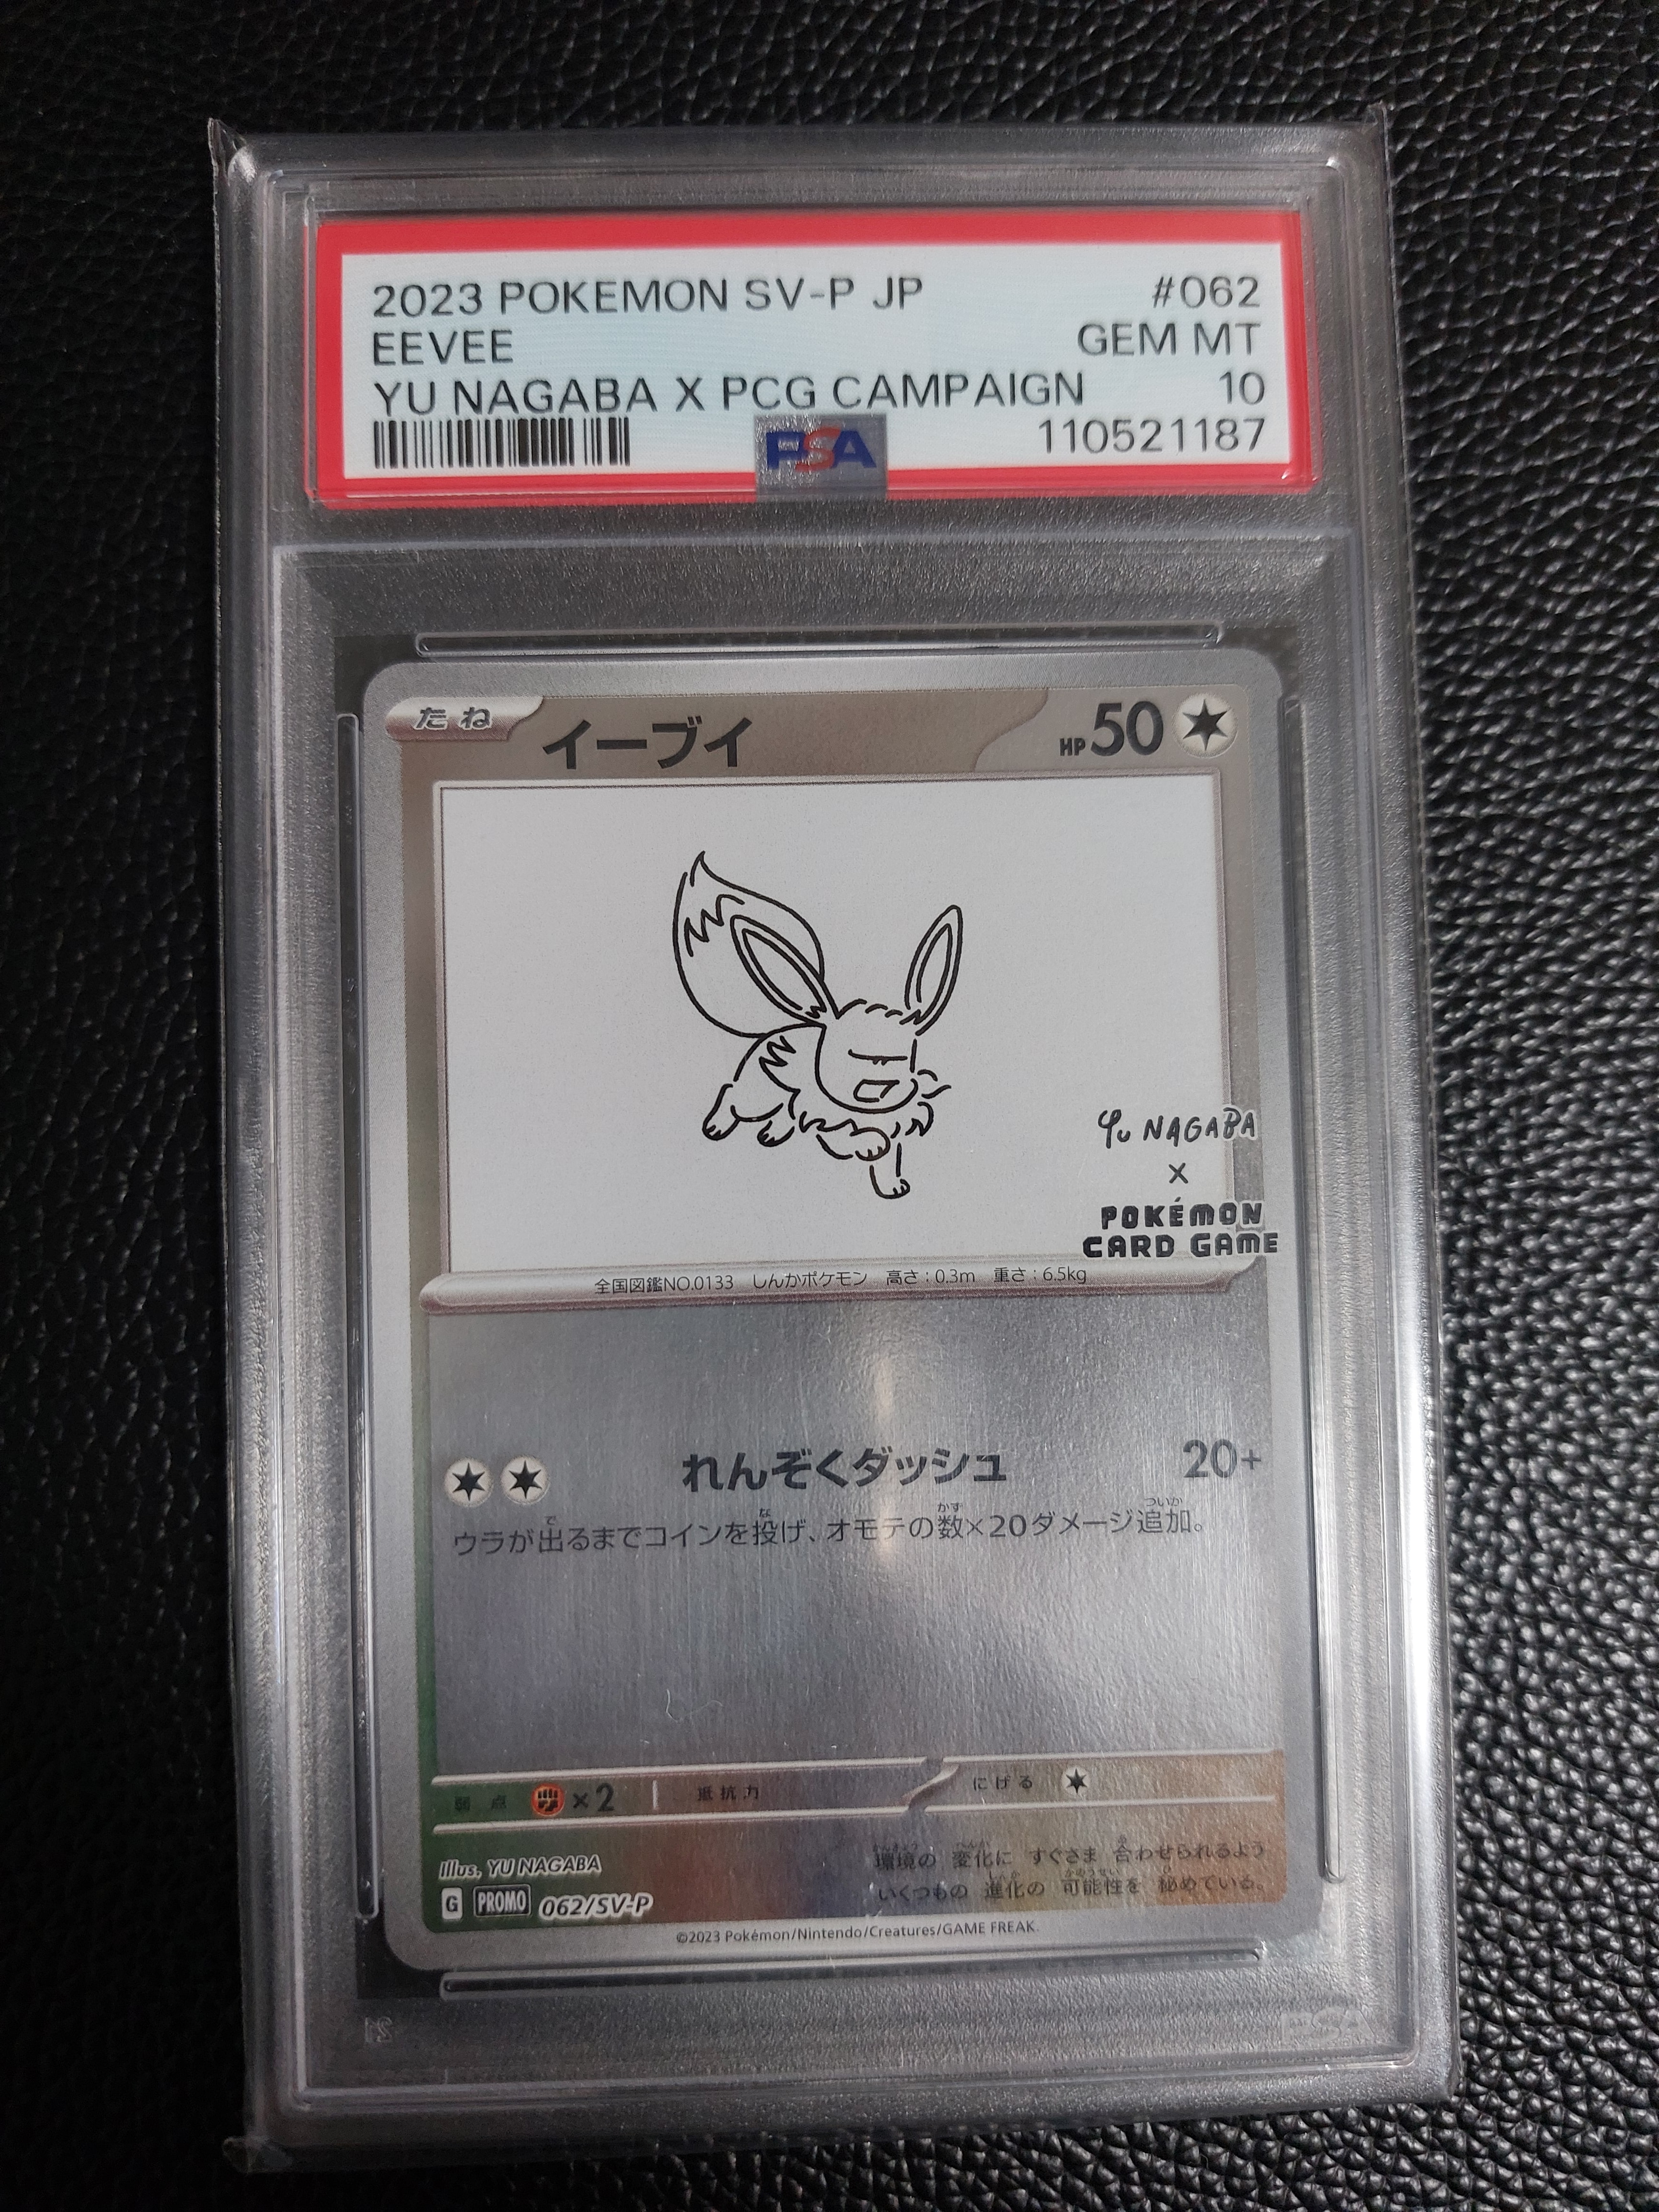 2023 POKEMON SV-P JP #062
EEVEE GEM MT
YU NAGABA X PCG CAMPAIGN 10
PSA 110521187
たね イーブイ HP50
YU NAGABA
X
POKÉMON
CARD GAME
全国図鑑NO.0133 しんかポケモン 高さ：0.3m 重さ：6.5kg
れんぞくダッシュ 20+
ウラが出るまでコインを投げ、オモテの数×20ダメージ追加。
弱点 ×2 抵抗力 にげる
Illus. YU NAGABA
環境の 変化に すぐさま 合わせられるよう
いくつもの 進化の 可能性を 秘めている。
G PROMO 062/SV-P
©2023 Pokémon/Nintendo/Creatures/GAME FREAK.